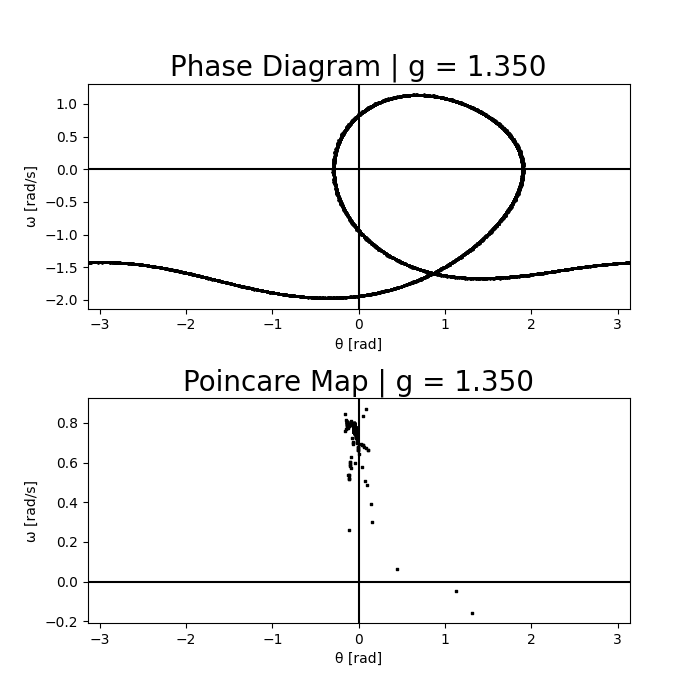 Phase Diagram | g = 1.350
1.0
0.5
0.0
−0.5
−1.0
−1.5
−2.0
ω [rad/s]
−3 −2 −1 0 1 2 3
θ [rad]
Poincare Map | g = 1.350
0.8
0.6
0.4
0.2
0.0
−0.2
ω [rad/s]
−3 −2 −1 0 1 2 3
θ [rad]